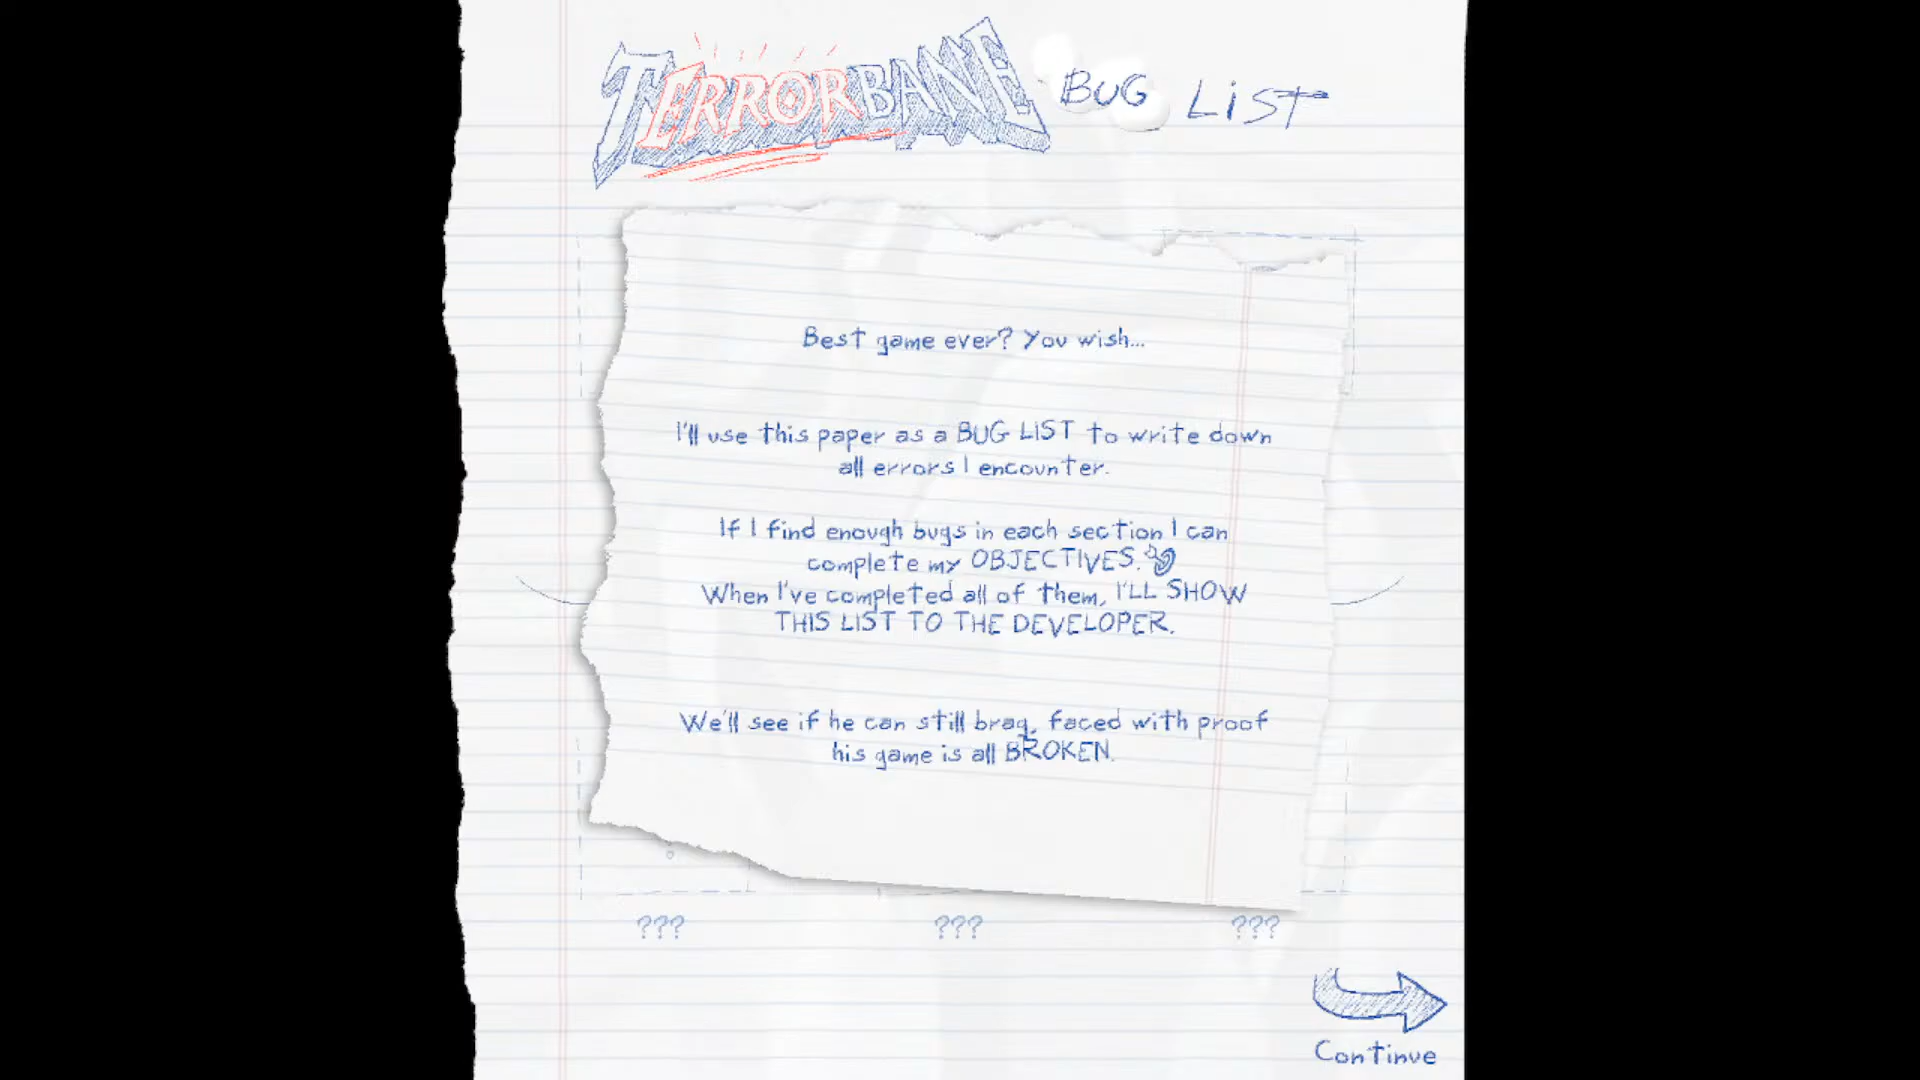 TERRORBANE BUG LIST
Best game ever? You wish...
I'll use this paper as a BUG LIST to write down
all errors I encounter.
If I find enough bugs in each section I can
complete my OBJECTIVES.
When I've completed all of them, I'LL SHOW
THIS LIST TO THE DEVELOPER.
We'll see if he can still brag, faced with proof
his game is all BROKEN.
??? ??? ???
Continue